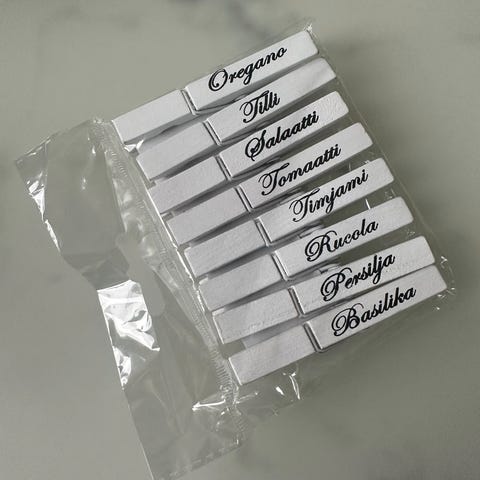 Oregano
Tilli
Salaatti
Tomaatti
Timjami
Rucola
Persilja
Basilika